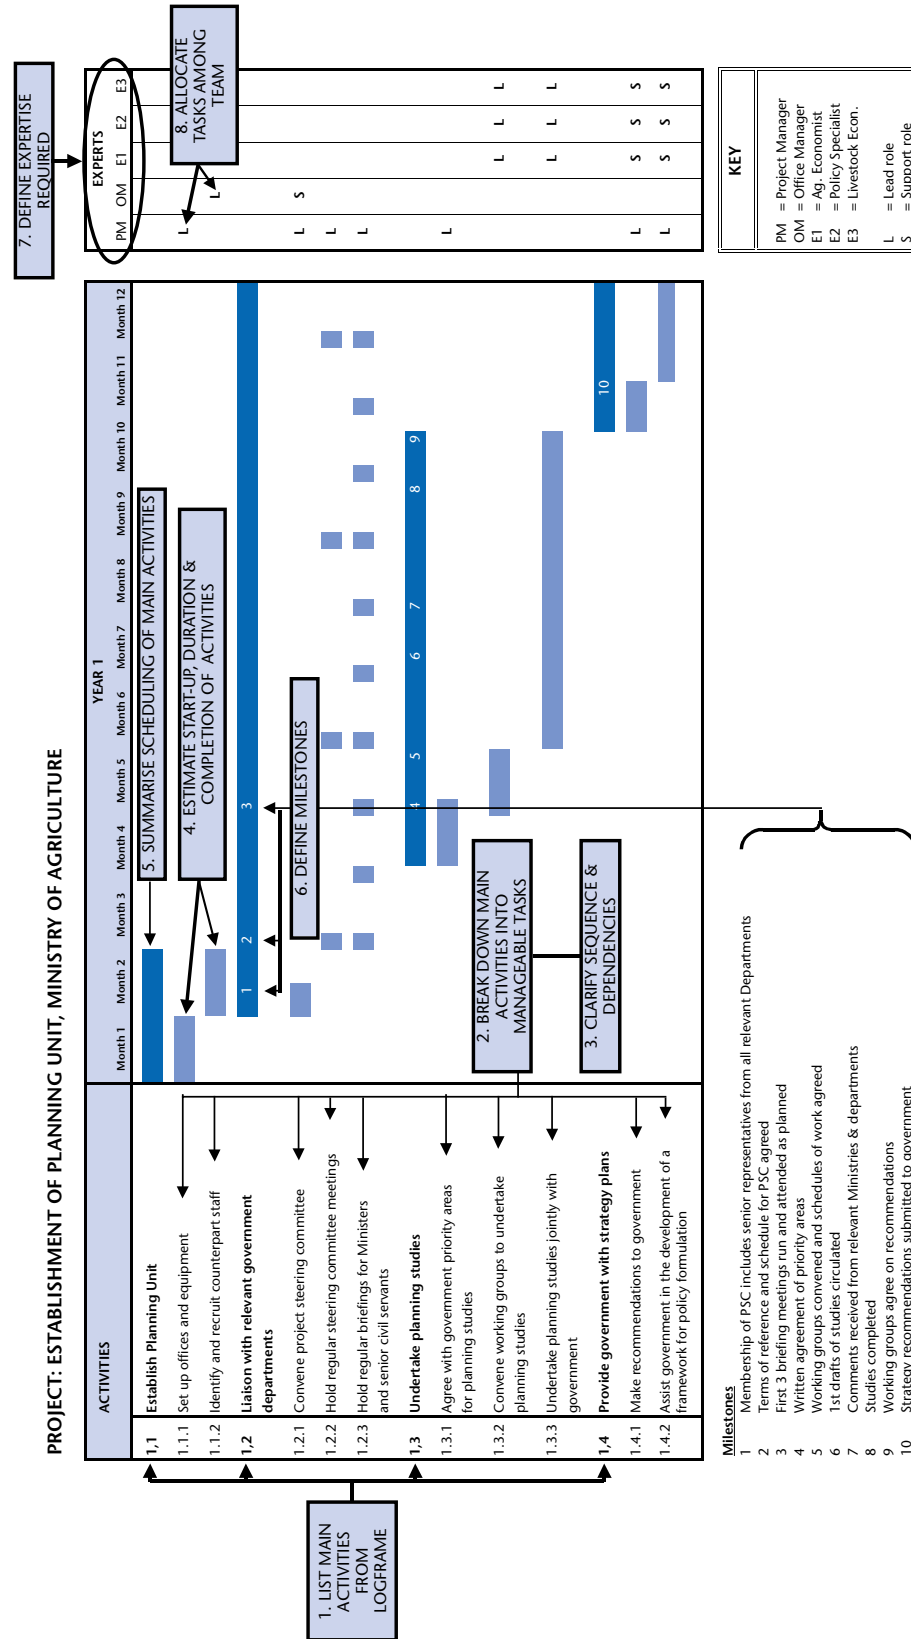 PROJECT: ESTABLISHMENT OF PLANNING UNIT, MINISTRY OF AGRICULTURE
7. DEFINE EXPERTISE
REQUIRED
8. ALLOCATE
TASKS AMONG
TEAM
ACTIVITIES
YEAR 1
Month 1 Month 2 Month 3 Month 4 Month 5 Month 6 Month 7 Month 8 Month 9 Month 10 Month 11 Month 12
EXPERTS
PM OM E1 E2 E3
1,1 Establish Planning Unit
5. SUMMARISE SCHEDULING OF MAIN ACTIVITIES
1.1.1 Set up offices and equipment L
4. ESTIMATE START-UP, DURATION &
COMPLETION OF ACTIVITIES
1.1.2 Identify and recruit counterpart staff L
1,2 Liaison with relevant government
departments
1 2 3
1.2.1 Convene project steering committee L S
6. DEFINE MILESTONES
1.2.2 Hold regular steering committee meetings L
1.2.3 Hold regular briefings for Ministers L
and senior civil servants
1,3 Undertake planning studies 4 5 6 7 8 9
1.3.1 Agree with government priority areas L
for planning studies
1.3.2 Convene working groups to undertake L L L
planning studies
1.3.3 Undertake planning studies jointly with L L L
government
1,4 Provide government with strategy plans 10
1.4.1 Make recommendations to government L S S S
1.4.2 Assist government in the development of a L S S S
framework for policy formulation
1. LIST MAIN
ACTIVITIES
FROM
LOGFRAME
2. BREAK DOWN MAIN
ACTIVITIES INTO
MANAGEABLE TASKS
3. CLARIFY SEQUENCE &
DEPENDENCIES
Milestones
1 Membership of PSC includes senior representatives from all relevant Departments
2 Terms of reference and schedule for PSC agreed
3 First 3 briefing meetings run and attended as planned
4 Written agreement of priority areas
5 Working groups convened and schedules of work agreed
6 1st drafts of studies circulated
7 Comments received from relevant Ministries & departments
8 Studies completed
9 Working groups agree on recommendations
10 Strategy recommendations submitted to government
KEY
PM = Project Manager
OM = Office Manager
E1 = Ag. Economist
E2 = Policy Specialist
E3 = Livestock Econ.
L = Lead role
S = Support role